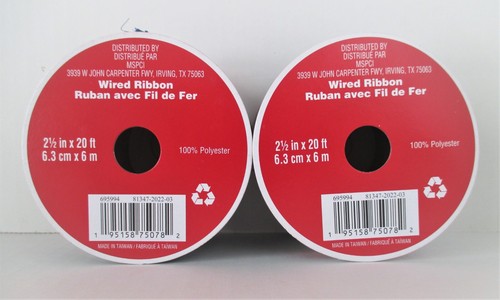 DISTRIBUTED BY
DISTRIBUÉ PAR
MSPCI
3939 W JOHN CARPENTER FWY, IRVING, TX 75063
Wired Ribbon
Ruban avec Fil de Fer
2½ in x 20 ft
6.3 cm x 6 m
100% Polyester
695994 81347-2022-03
1 95158 75078 2
MADE IN TAIWAN / FABRIQUÉ À TAÏWAN
DISTRIBUTED BY
DISTRIBUÉ PAR
MSPCI
3939 W JOHN CARPENTER FWY, IRVING, TX 75063
Wired Ribbon
Ruban avec Fil de Fer
2½ in x 20 ft
6.3 cm x 6 m
100% Polyester
695994 81347-2022-03
1 95158 75078 2
MADE IN TAIWAN / FABRIQUÉ À TAÏWAN